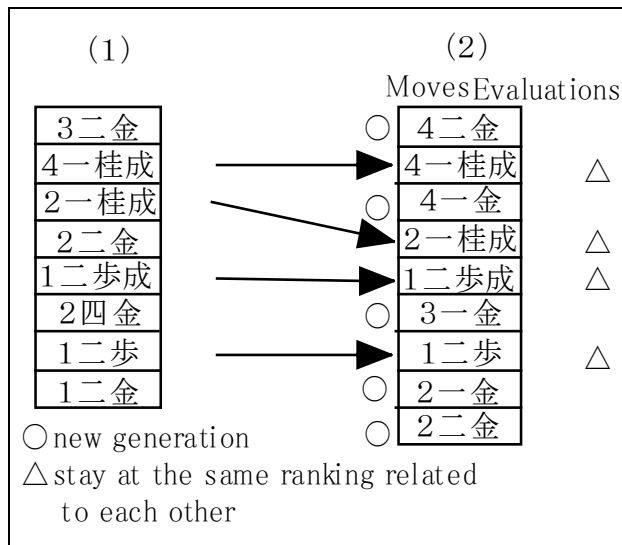 (1)
(2)
Moves Evaluations
3二金
4一桂成
2一桂成
2二金
1二歩成
2四金
1二歩
1二金
○ 4二金
4一桂成 △
○ 4一金
2一桂成 △
1二歩成 △
○ 3一金
1二歩 △
○ 2一金
○ 2二金
○new generation
△stay at the same ranking related
to each other